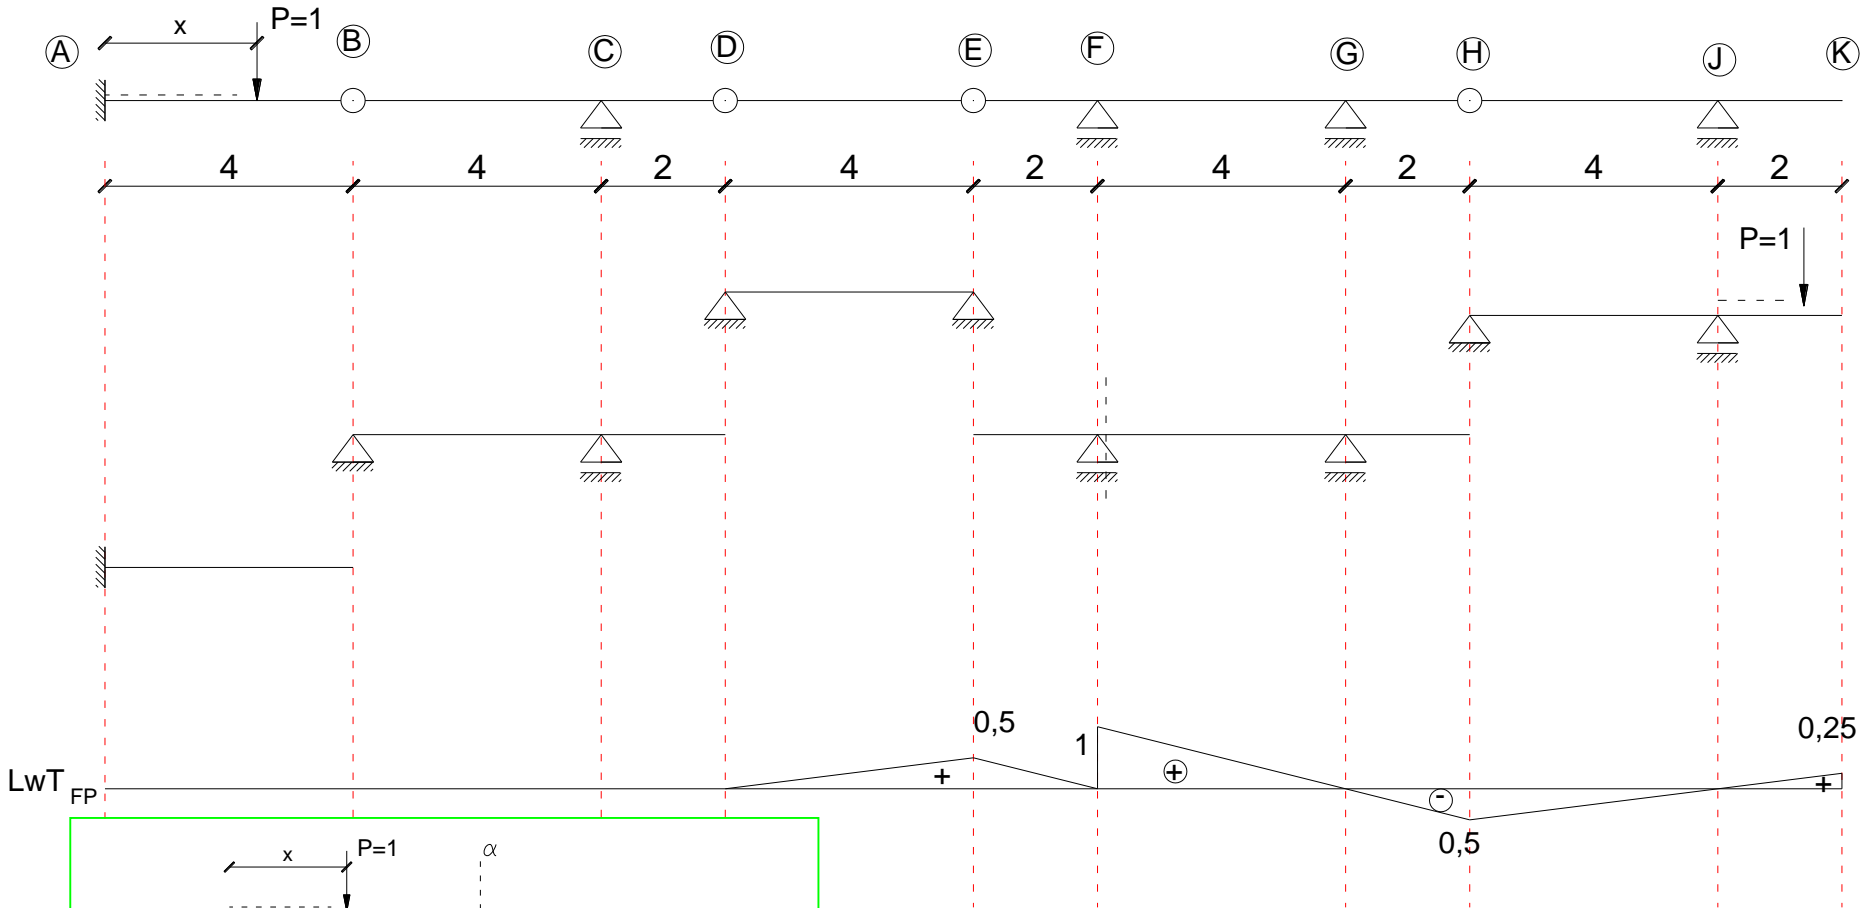 x P=1
A B C D E F G H J K
4 4 2 4 2 4 2 4 2
P=1
0,5 1 0,25
+ + - +
LwT FP
0,5
x P=1 α